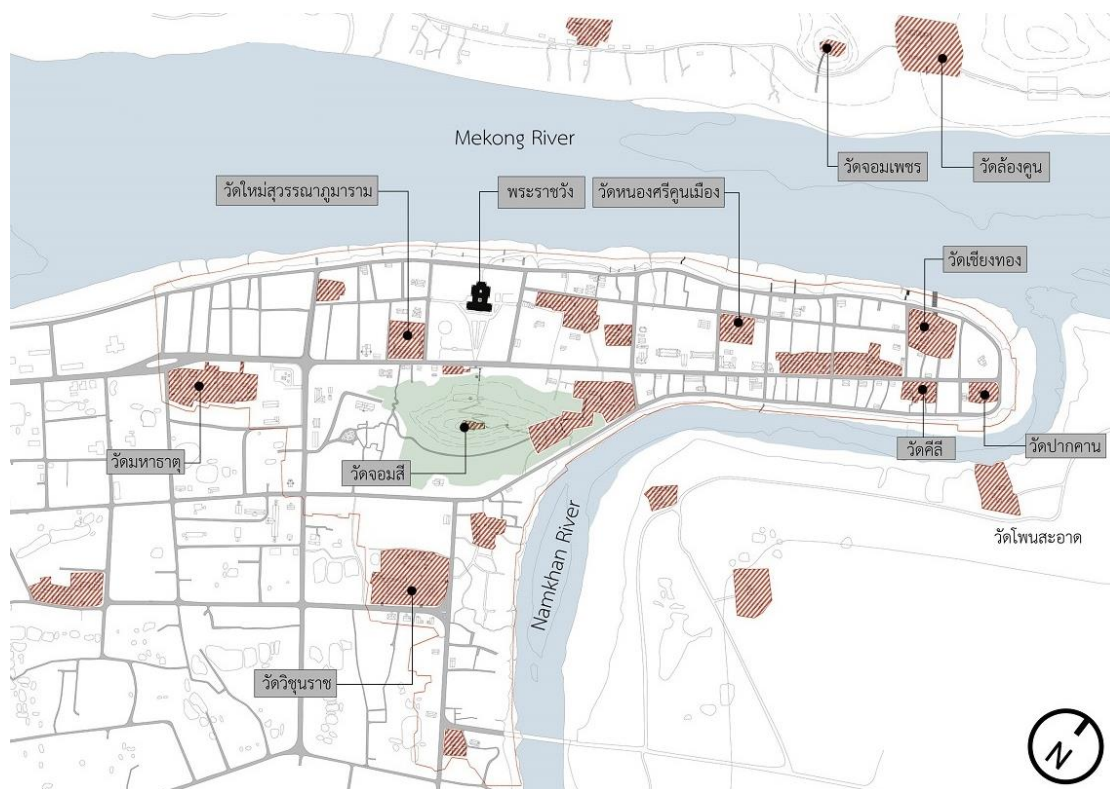 Mekong River
วัดจอมเพชร
วัดล้องคูน
วัดใหม่สุวรรณาภูมาราม
พระราชวัง
วัดหนองศรีคูนเมือง
วัดเชียงทอง
วัดมหาธาตุ
วัดจอมสี
วัดคีลี
วัดปากคาน
Namkhan River
วัดโพนสะอาด
วัดวิชุนราช
N